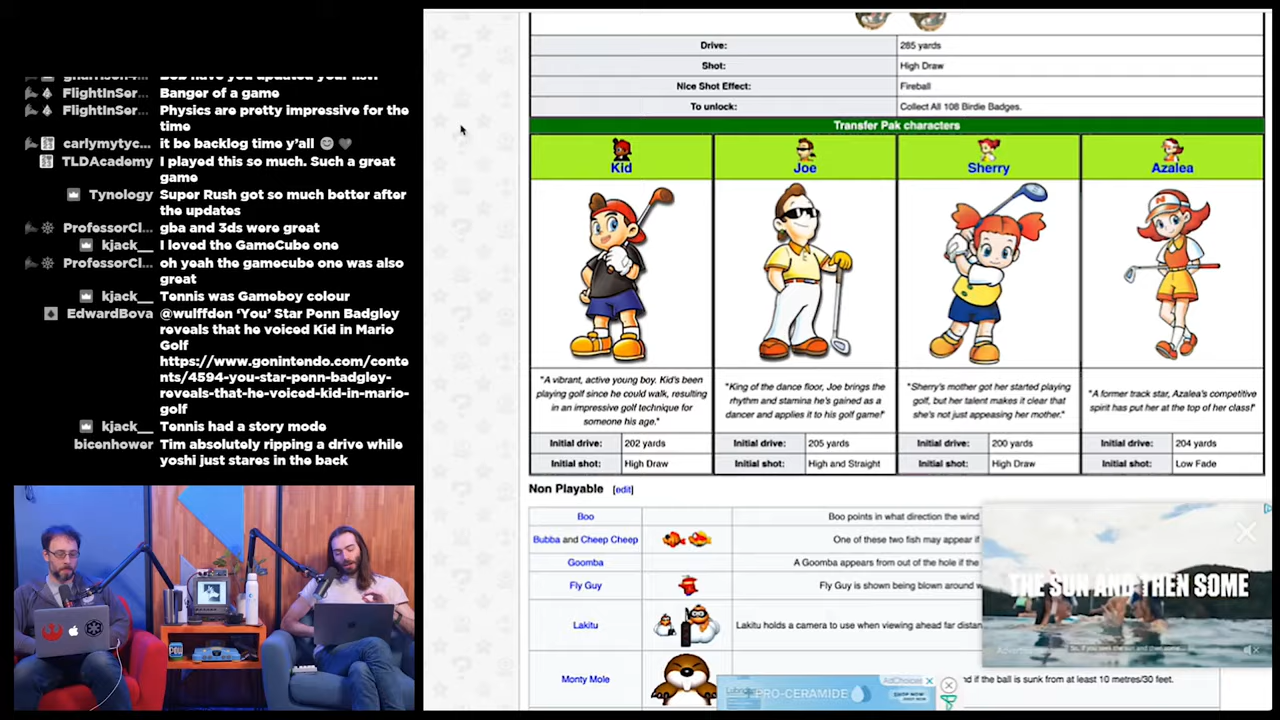 FlightInSer... Banger of a game
FlightInSer... Physics are pretty impressive for the
time
carlymytyc... it be backlog time y'all
TLDAcademy I played this so much. Such a great
game
Tynology Super Rush got so much better after
the updates
ProfessorCl... gba and 3ds were great
kjack__ I loved the GameCube one
ProfessorCl... oh yeah the gamecube one was also
great
kjack__ Tennis was Gameboy colour
EdwardBova @wulffden ‘You’ Star Penn Badgley
reveals that he voiced Kid in Mario
Golf
https://www.gonintendo.com/conte
nts/4594-you-star-penn-badgley-
reveals-that-he-voiced-kid-in-mario-
golf
kjack__ Tennis had a story mode
bicenhower Tim absolutely ripping a drive while
yoshi just stares in the back
Drive: 285 yards
Shot: High Draw
Nice Shot Effect: Fireball
To unlock: Collect All 108 Birdie Badges.
Transfer Pak characters
Kid Joe Sherry Azalea
"A vibrant, active young boy. Kid's been
playing golf since he could walk, resulting
in an impressive golf technique for
someone his age."
"King of the dance floor, Joe brings the
rhythm and stamina he's gained as a
dancer and applies it to his golf game!"
"Sherry's mother got her started playing
golf, but her talent makes it clear that
she's not just appeasing her mother."
"A former track star, Azalea's competitive
spirit has put her at the top of her class!"
Initial drive: 202 yards Initial drive: 205 yards Initial drive: 200 yards Initial drive: 204 yards
Initial shot: High Draw Initial shot: High and Straight Initial shot: High Draw Initial shot: Low Fade
Non Playable [edit]
Boo Boo points in what direction the wind
Bubba and Cheep Cheep One of these two fish may appear if
Goomba A Goomba appears from out of the hole if the
Fly Guy Fly Guy is shown being blown around w
Lakitu Lakitu holds a camera to use when viewing ahead far distan
Monty Mole d if the ball is sunk from at least 10 metres/30 feet.
THE SUN AND THEN SOME
AdChoices
PRO-CERAMIDE
SHOP NOW
POW